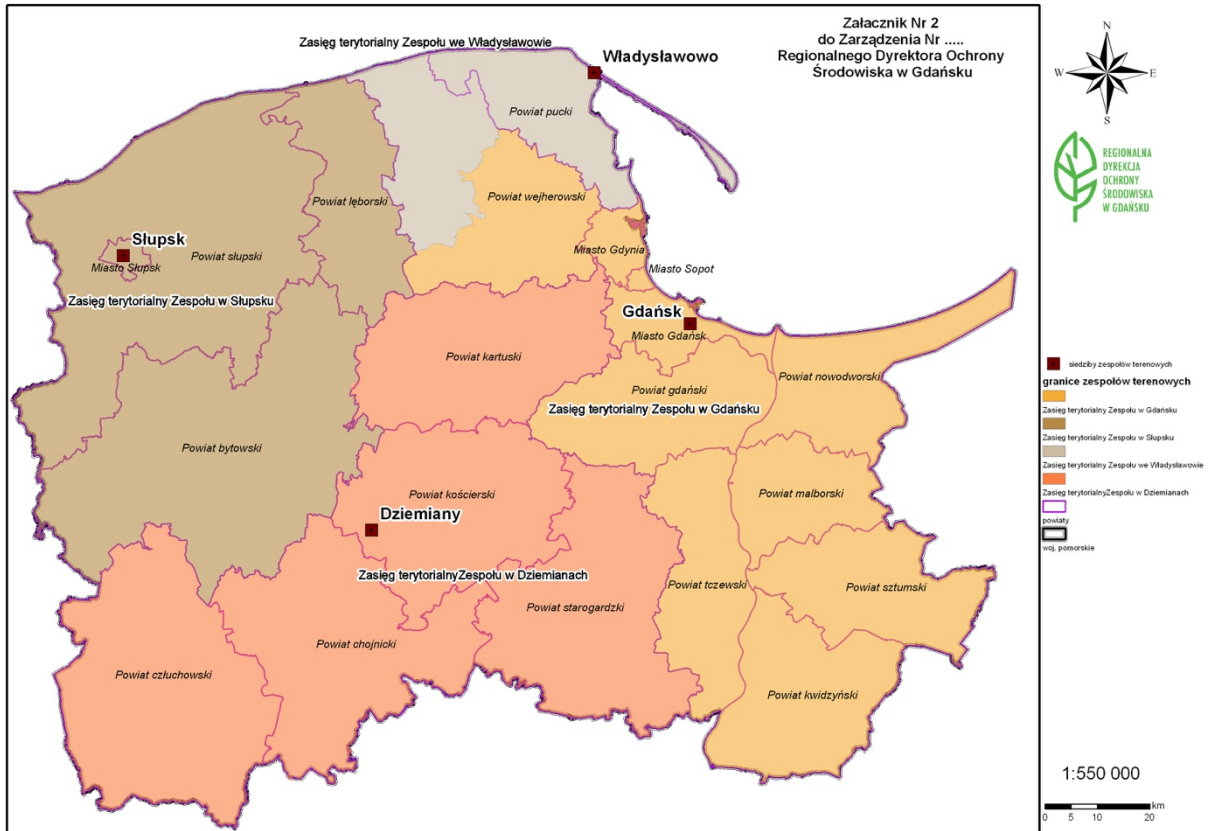 Załacznik Nr 2
do Zarządzenia Nr .....
Regionalnego Dyrektora Ochrony
Środowiska w Gdańsku
Zasięg terytorialny Zespołu we Władysławowie
Władysławowo
Powiat pucki
Powiat wejherowski
Powiat lęborski
Słupsk
Miasto Słupsk
Powiat słupski
Zasięg terytorialny Zespołu w Słupsku
Miasto Gdynia
Miasto Sopot
Gdańsk
Miasto Gdańsk
Powiat kartuski
Powiat gdański
Powiat nowodworski
Zasięg terytorialny Zespołu w Gdańsku
Powiat bytowski
Powiat kościerski
Dziemiany
Powiat malborski
Zasięg terytorialnyZespołu w Dziemianach
Powiat tczewski
Powiat sztumski
Powiat starogardzki
Powiat chojnicki
Powiat człuchowski
Powiat kwidzyński
N
W
E
S
REGIONALNA
DYREKCJA
OCHRONY
ŚRODOWISKA
W GDAŃSKU
siedziby zespołów terenowych
granice zespołów terenowych
Zasięg terytorialny Zespołu w Gdańsku
Zasięg terytorialny Zespołu w Słupsku
Zasięg terytorialny Zespołu we Władysławowie
Zasięg terytorialnyZespołu w Dziemianach
powiaty
woj. pomorskie
1:550 000
km
0 5 10 20